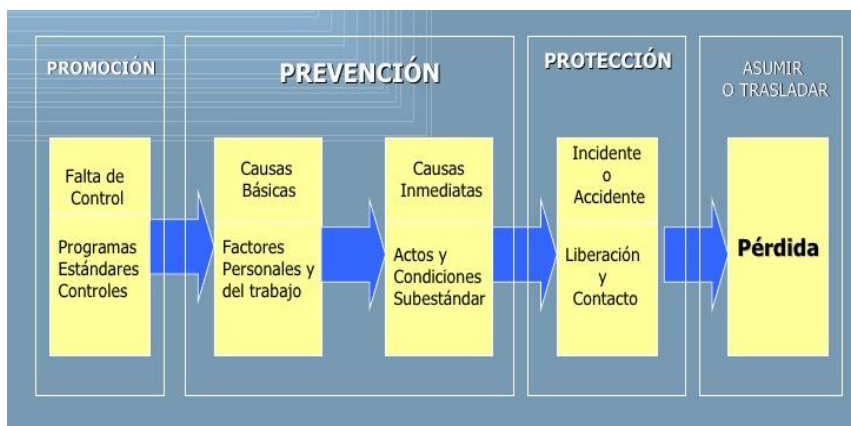 PROMOCIÓN
Falta de
Control
Programas
Estándares
Controles
PREVENCIÓN
Causas
Básicas
Factores
Personales y
del trabajo
Causas
Inmediatas
Actos y
Condiciones
Subestándar
PROTECCIÓN
Incidente
o
Accidente
Liberación
y
Contacto
ASUMIR
O TRASLADAR
Pérdida